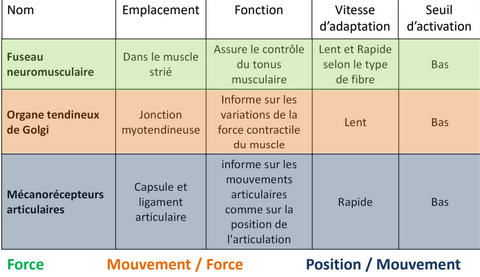 Nom Emplacement Fonction Vitesse d'adaptation Seuil d'activation
Fuseau neuromusculaire
Dans le muscle strié
Assure le contrôle du tonus musculaire
Lent et Rapide selon le type de fibre
Bas
Organe tendineux de Golgi
Jonction myotendineuse
Informe sur les variations de la force contractile du muscle
Lent
Bas
Mécanorécepteurs articulaires
Capsule et ligament articulaire
informe sur les mouvements articulaires comme sur la position de l'articulation
Rapide
Bas
Force Mouvement / Force Position / Mouvement